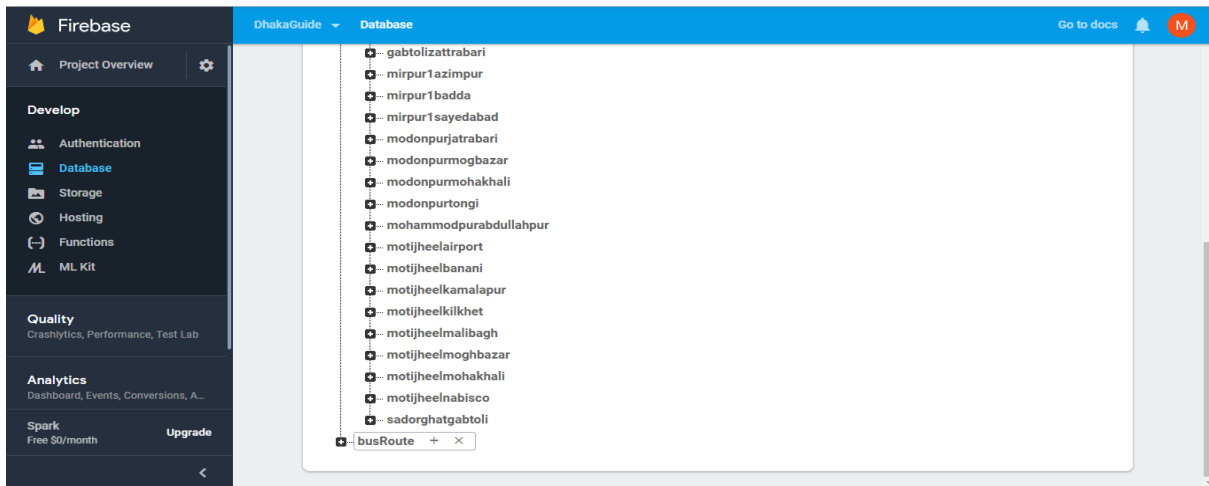 Firebase
DhakaGuide
Database
Go to docs
M
Project Overview
Develop
Authentication
Database
Storage
Hosting
Functions
ML Kit
Quality
Crashlytics, Performance, Test Lab
Analytics
Dashboard, Events, Conversions, A...
Spark
Free $0/month
Upgrade
gabtolizattrabari
mirpur1azimpur
mirpur1badda
mirpur1sayedabad
modonpurjatrabari
modonpurmogbazar
modonpurmohakhali
modonpurtongi
mohammodpurabdullahpur
motijheelairport
motijheelbanani
motijheelkamalapur
motijheelkilkhet
motijheelmalibagh
motijheelmoghbazar
motijheelmohakhali
motijheelnabisco
sadorghatgabtoli
busRoute + ×